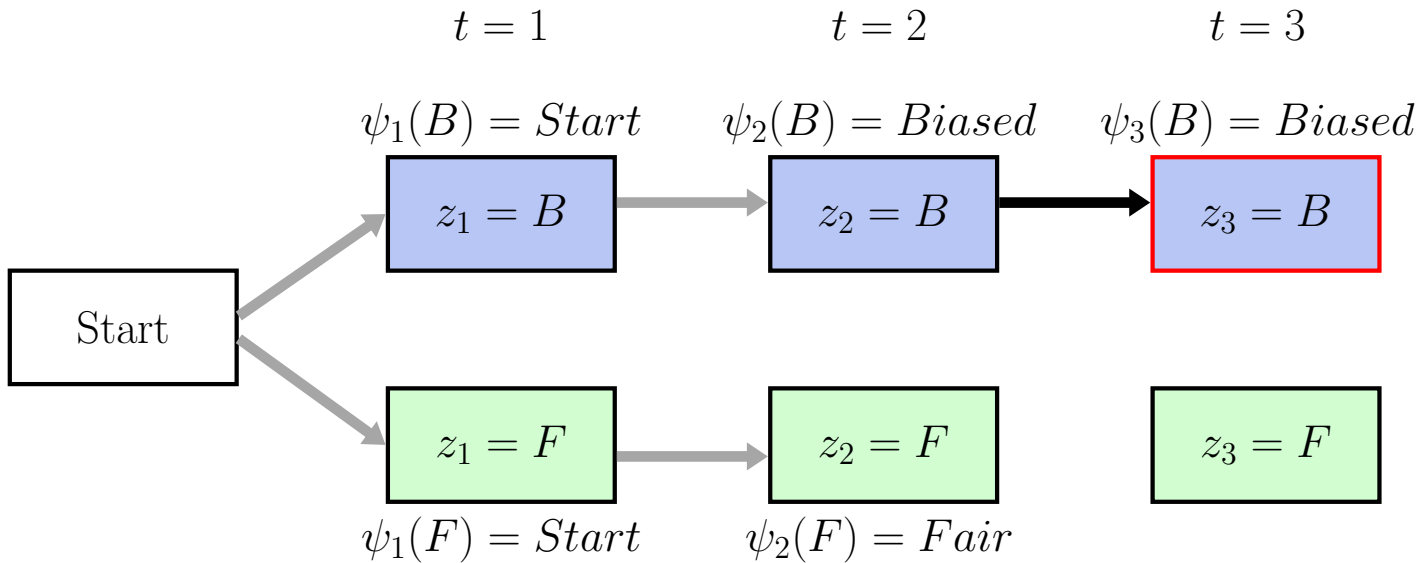 t = 1 t = 2 t = 3
ψ₁(B) = Start ψ₂(B) = Biased ψ₃(B) = Biased
z₁ = B z₂ = B z₃ = B
Start
z₁ = F z₂ = F z₃ = F
ψ₁(F) = Start ψ₂(F) = Fair